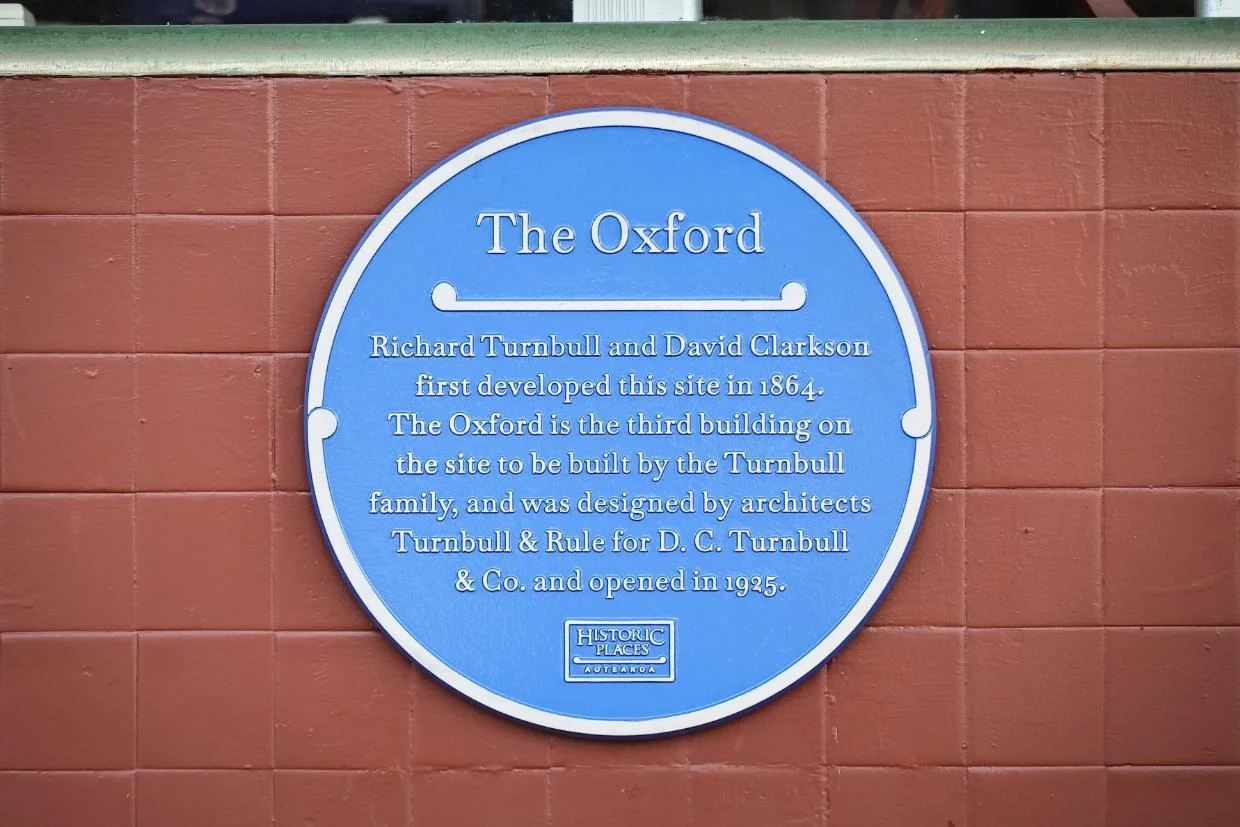 The Oxford
Richard Turnbull and David Clarkson
first developed this site in 1864.
The Oxford is the third building on
the site to be built by the Turnbull
family, and was designed by architects
Turnbull & Rule for D. C. Turnbull
& Co. and opened in 1925.
HISTORIC
PLACES
AOTEAROA